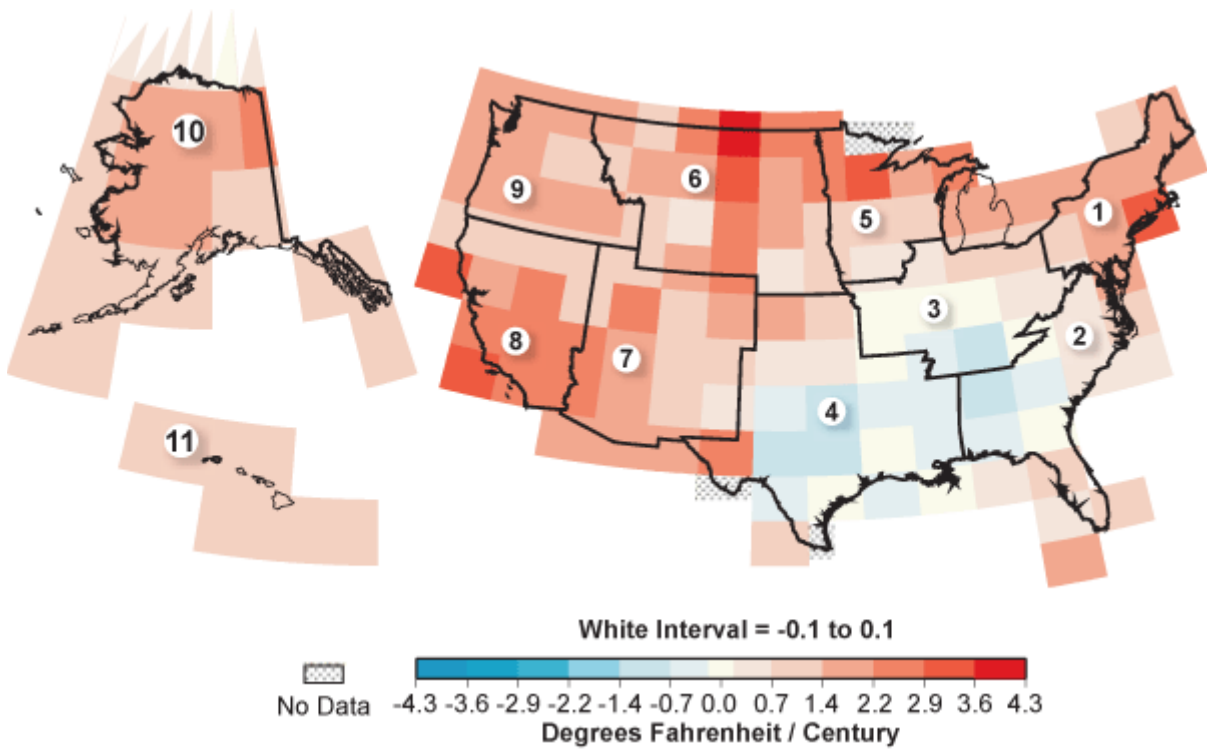 10
6
9
5
1
3
2
8
7
4
11
White Interval = -0.1 to 0.1
No Data
-4.3 -3.6 -2.9 -2.2 -1.4 -0.7 0.0 0.7 1.4 2.2 2.9 3.6 4.3
Degrees Fahrenheit / Century